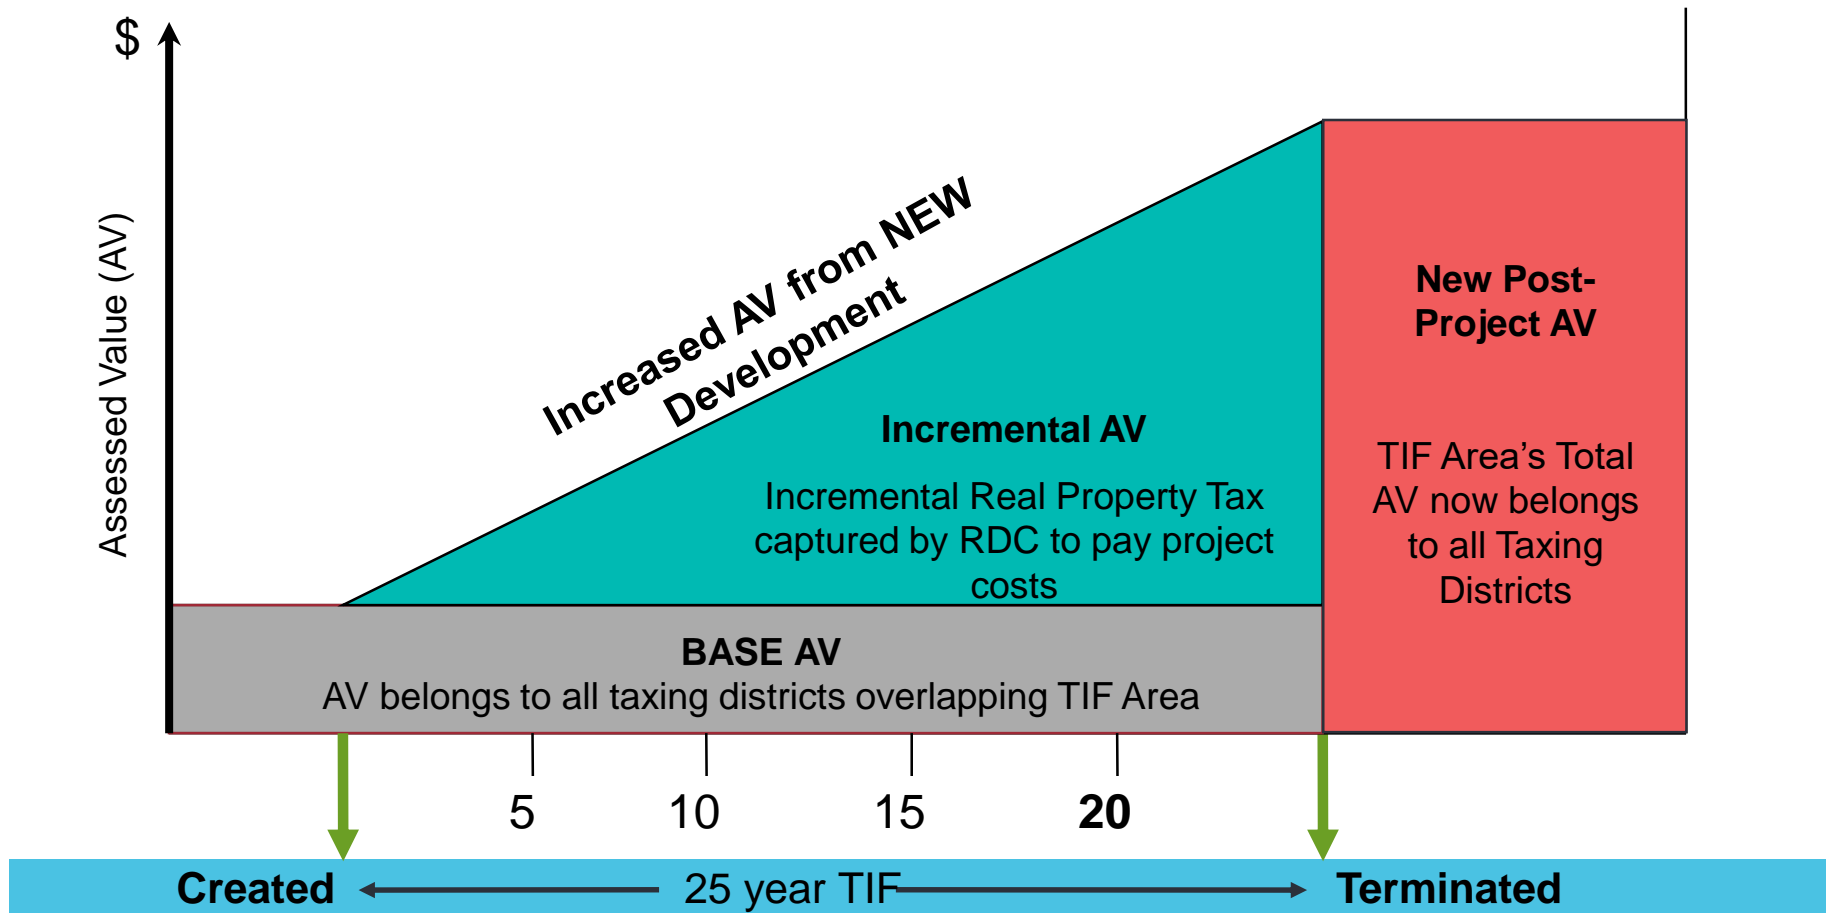 $
Assessed Value (AV)
Increased AV from NEW
Development
Incremental AV
Incremental Real Property Tax
captured by RDC to pay project
costs
New Post-
Project AV
TIF Area’s Total
AV now belongs
to all Taxing
Districts
BASE AV
AV belongs to all taxing districts overlapping TIF Area
5 10 15 20
Created 25 year TIF Terminated